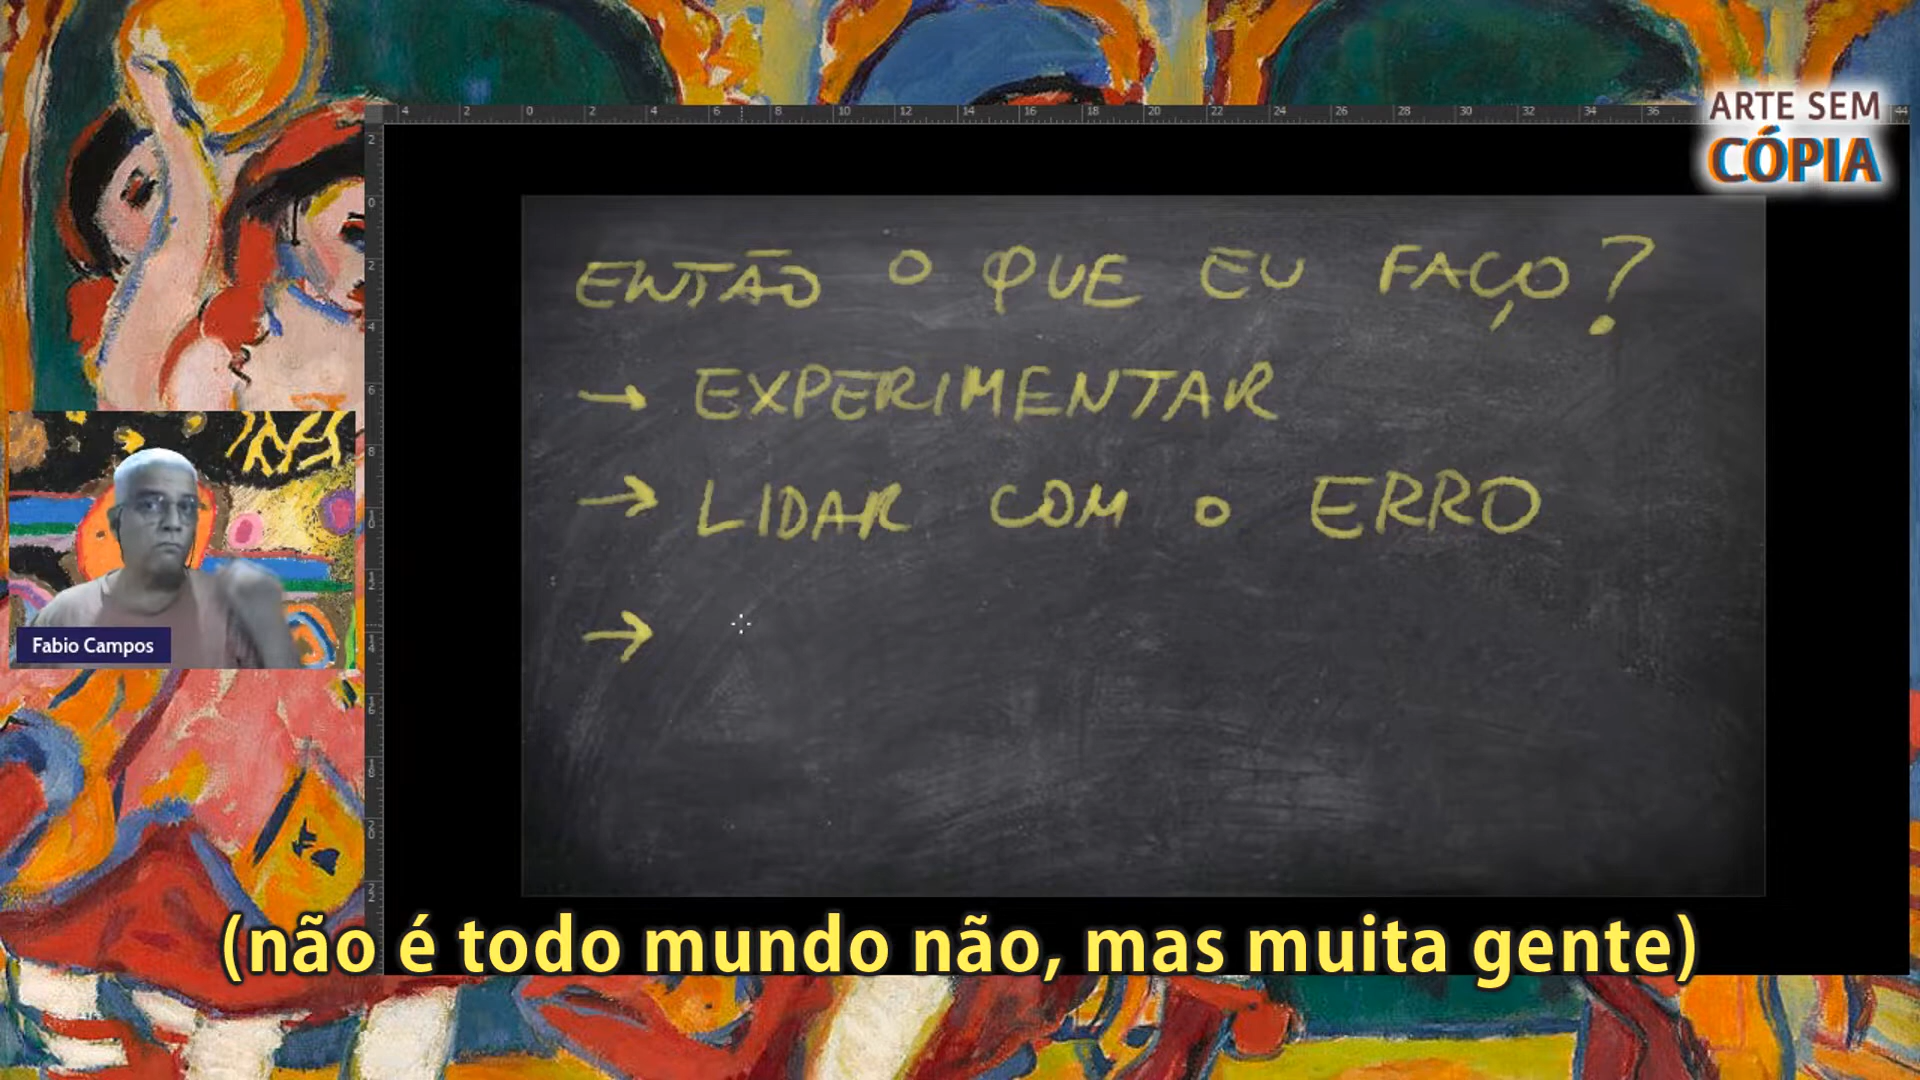 ARTE SEM
CÓPIA
ENTÃO O QUE EU FAÇO?
→ EXPERIMENTAR
→ LIDAR COM O ERRO
→
Fabio Campos
(não é todo mundo não, mas muita gente)